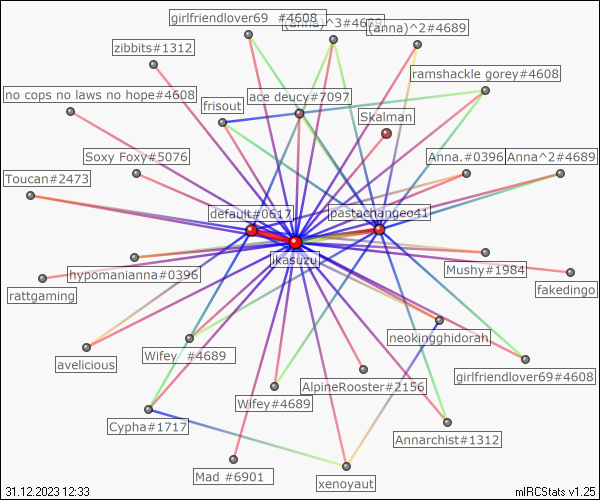 girlfriendlover69 #4608
(anna)^3#4689
(anna)^2#4689
zibbits#1312
ramshackle gorey#4608
no cops no laws no hope#4608
ace deucy#7097
frisout
Skalman
Soxy Foxy#5076
Anna.#0396
Anna^2#4689
Toucan#2473
default#0617
pastachangeo41
ikasuzu
hypomanianna#0396
Mushy#1984
rattgaming
fakedingo
neokingghidorah
Wifey #4689
avelicious
girlfriendlover69#4608
AlpineRooster#2156
Wifey#4689
Cypha#1717
Annarchist#1312
Mad #6901
xenoyaut
31.12.2023 12:33
mIRCStats v1.25